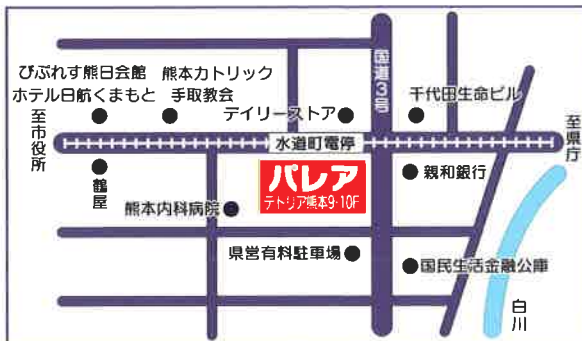 国道3号
びぷれす熊日会館
ホテル日航くまもと
熊本カトリック
手取教会
デイリーストア
千代田生命ビル
至市役所
水道町電停
至県庁
鶴屋
パレア
テトリア熊本9・10F
親和銀行
熊本内科病院
県営有料駐車場
国民生活金融公庫
白川